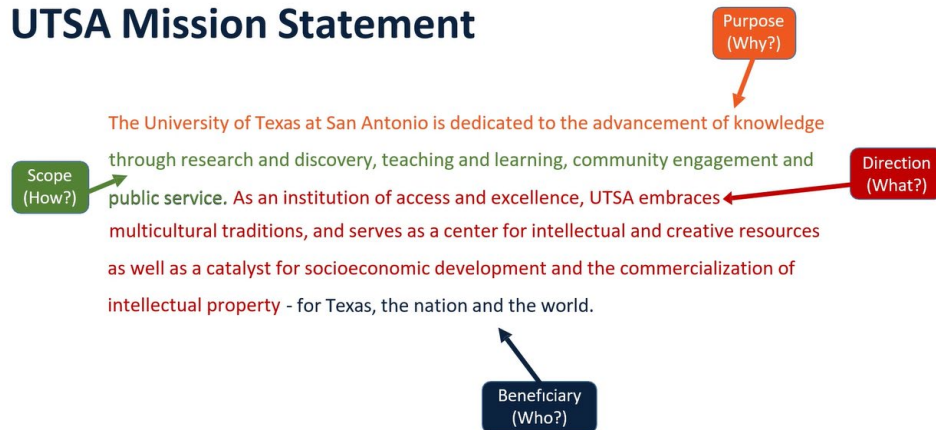 UTSA Mission Statement
Purpose
(Why?)
The University of Texas at San Antonio is dedicated to the advancement of knowledge
through research and discovery, teaching and learning, community engagement and
public service. As an institution of access and excellence, UTSA embraces
multicultural traditions, and serves as a center for intellectual and creative resources
as well as a catalyst for socioeconomic development and the commercialization of
intellectual property - for Texas, the nation and the world.
Scope
(How?)
Direction
(What?)
Beneficiary
(Who?)